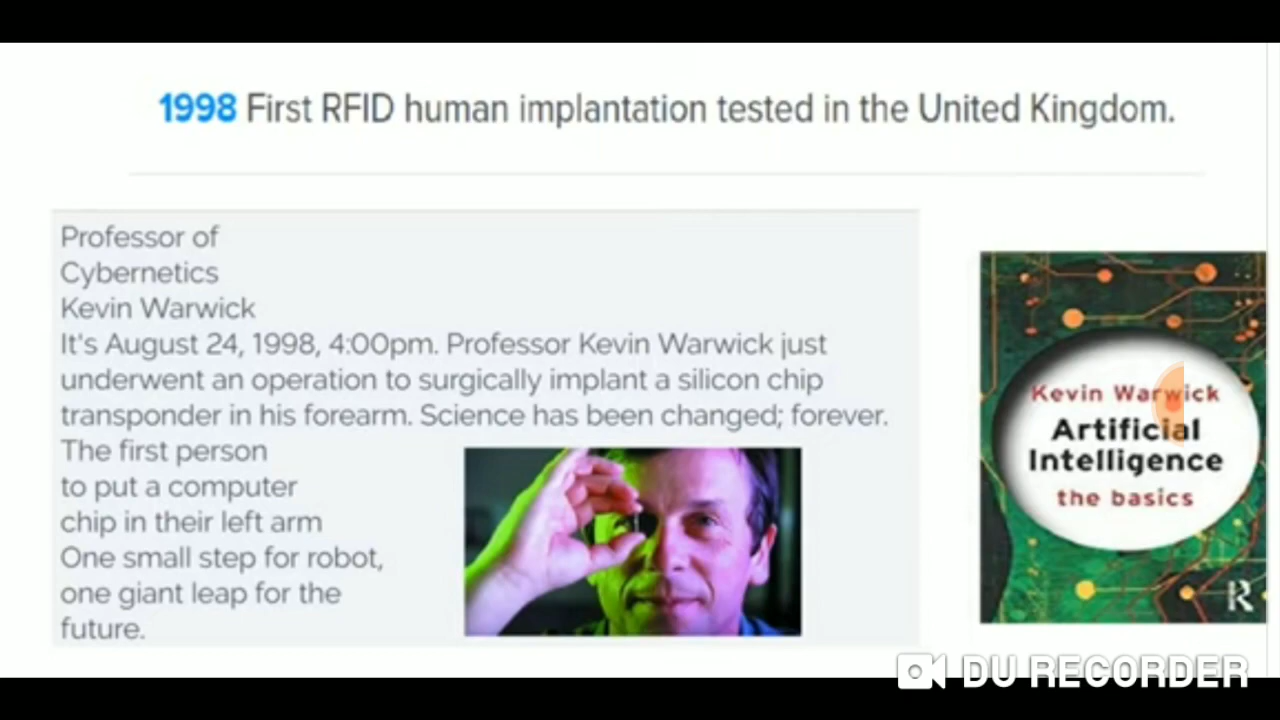 1998 First RFID human implantation tested in the United Kingdom.
Professor of
Cybernetics
Kevin Warwick
It's August 24, 1998, 4:00pm. Professor Kevin Warwick just
underwent an operation to surgically implant a silicon chip
transponder in his forearm. Science has been changed; forever.
The first person
to put a computer
chip in their left arm
One small step for robot,
one giant leap for the
future.
Kevin Warwick
Artificial
Intelligence
the basics
R
DU RECORDER